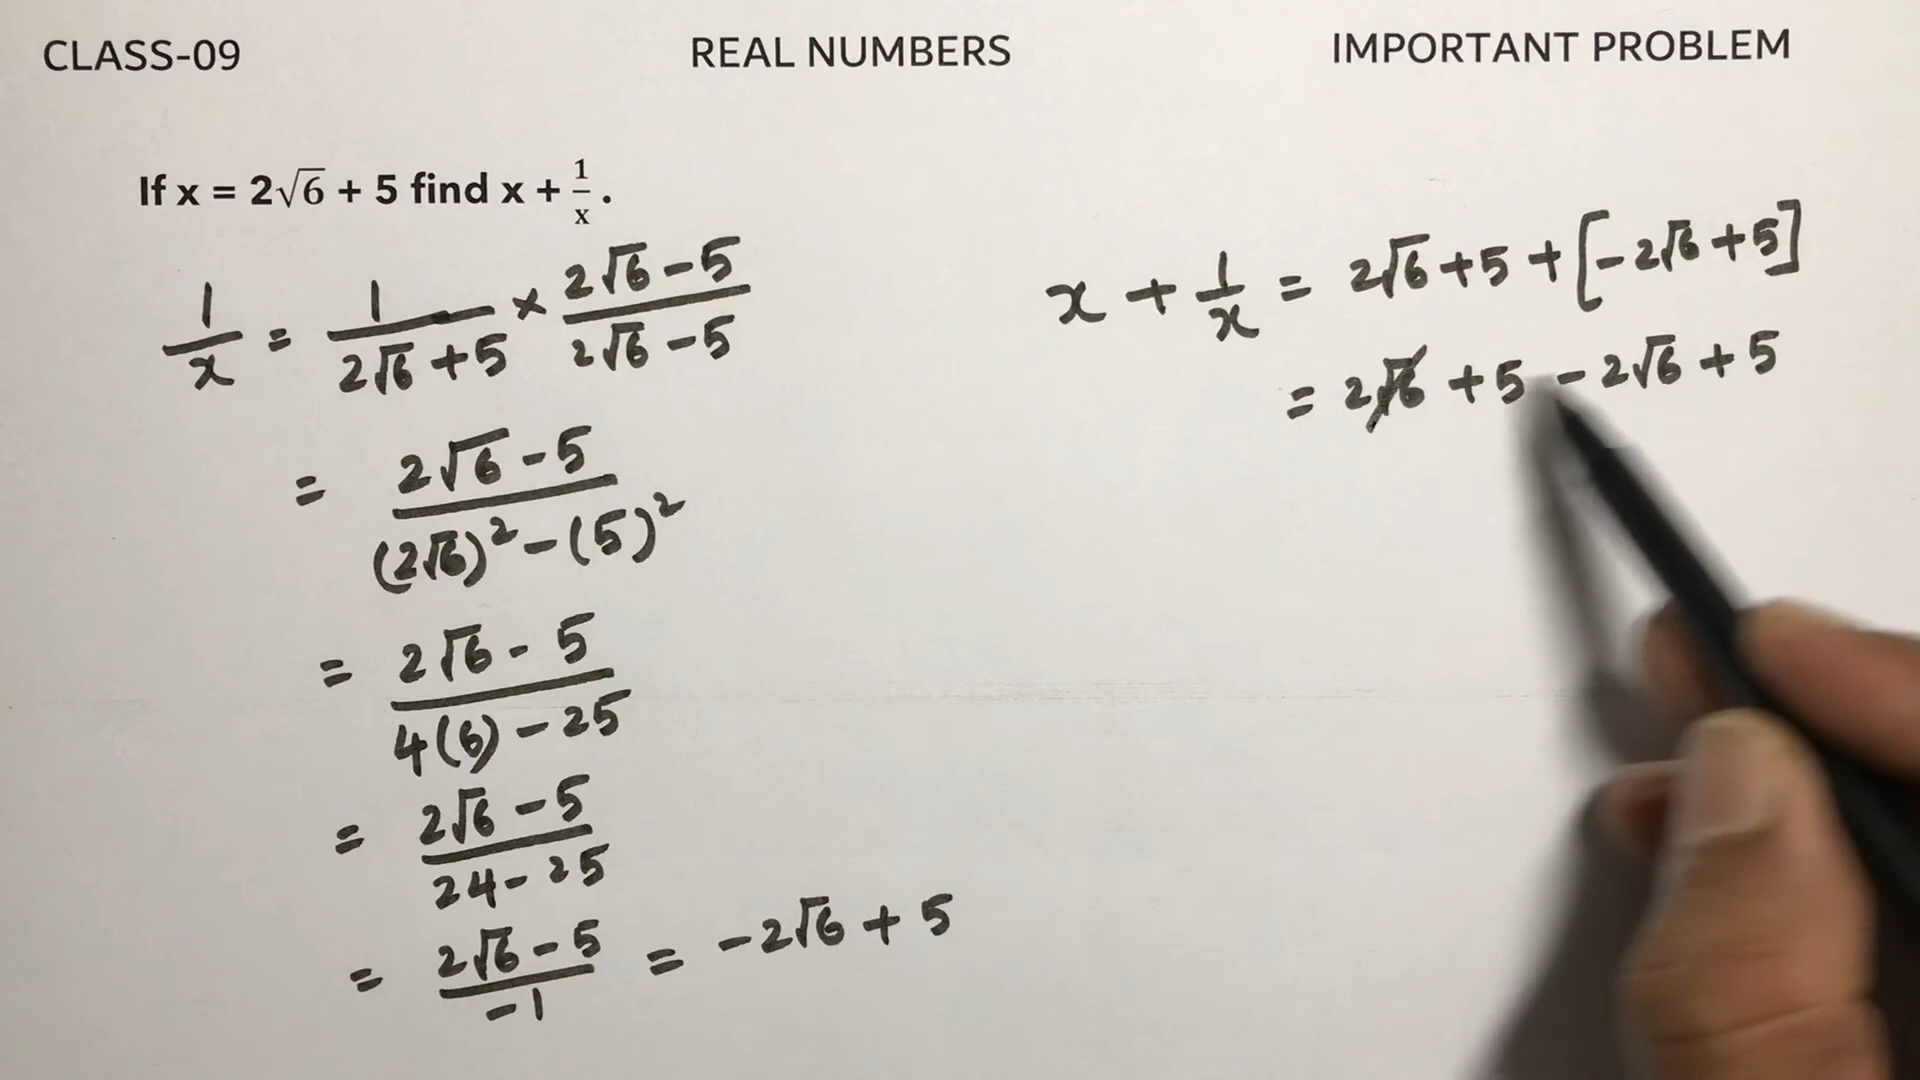 CLASS-09 REAL NUMBERS IMPORTANT PROBLEM
If x = 2√6 + 5 find x + 1/x .
1/x = 1/(2√6 + 5) × (2√6 - 5)/(2√6 - 5)
= (2√6 - 5)/((2√6)² - (5)²)
= (2√6 - 5)/(4(6) - 25)
= (2√6 - 5)/(24 - 25)
= (2√6 - 5)/(-1) = -2√6 + 5
x + 1/x = 2√6 + 5 + [-2√6 + 5]
= 2√6 + 5 - 2√6 + 5